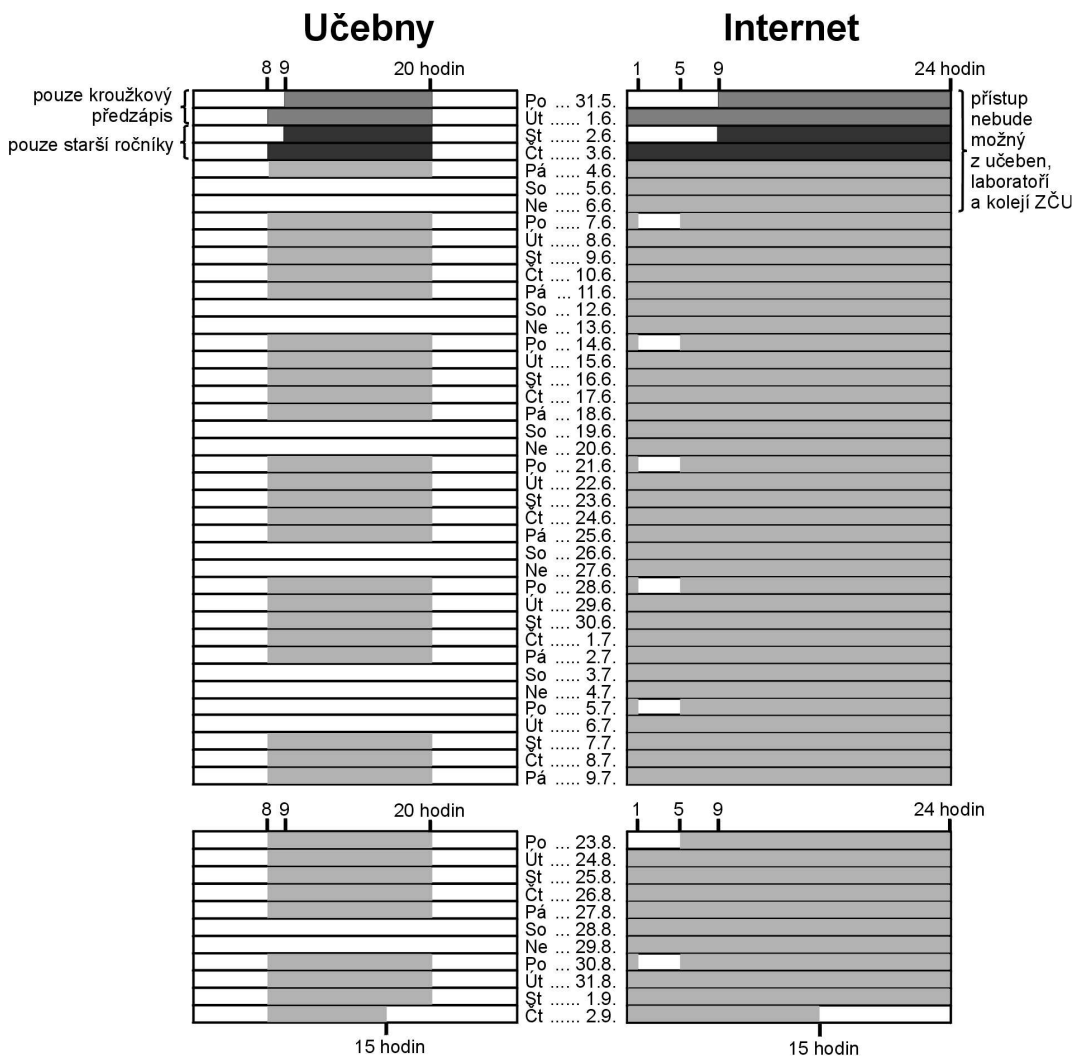 Učebny
Internet
8 9 20 hodin
1 5 9 24 hodin
pouze kroužkový
předzápis
pouze starší ročníky
Po ... 31.5.
Út ...... 1.6.
St ...... 2.6.
Čt ...... 3.6.
Pá ..... 4.6.
So ..... 5.6.
Ne ..... 6.6.
Po ..... 7.6.
Út ...... 8.6.
St ...... 9.6.
Čt .... 10.6.
Pá ... 11.6.
So ... 12.6.
Ne ... 13.6.
Po ... 14.6.
Út .... 15.6.
St .... 16.6.
Čt .... 17.6.
Pá ... 18.6.
So ... 19.6.
Ne ... 20.6.
Po ... 21.6.
Út .... 22.6.
St .... 23.6.
Čt .... 24.6.
Pá ... 25.6.
So ... 26.6.
Ne ... 27.6.
Po ... 28.6.
Út .... 29.6.
St .... 30.6.
Čt ...... 1.7.
Pá ..... 2.7.
So ..... 3.7.
Ne ..... 4.7.
Po ..... 5.7.
Út ...... 6.7.
St ...... 7.7.
Čt ...... 8.7.
Pá ..... 9.7.
přístup
nebude
možný
z učeben,
laboratoří
a kolejí ZČU
8 9 20 hodin
1 5 9 24 hodin
Po ... 23.8.
Út .... 24.8.
St .... 25.8.
Čt .... 26.8.
Pá ... 27.8.
So ... 28.8.
Ne ... 29.8.
Po ... 30.8.
Út .... 31.8.
St ...... 1.9.
Čt ...... 2.9.
15 hodin
15 hodin